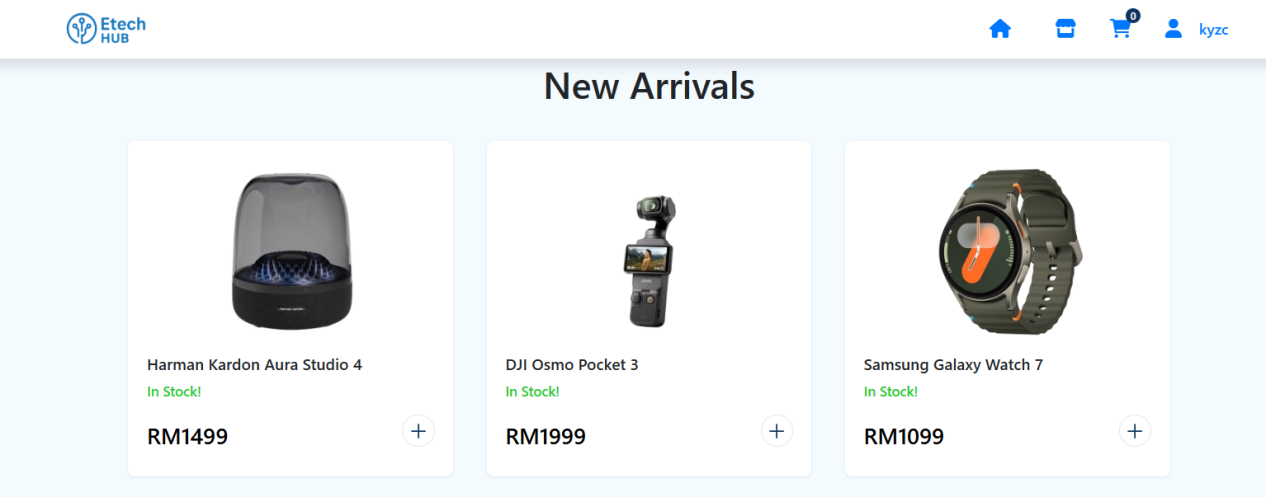 Etech
HUB
0
kyzc
New Arrivals
Harman Kardon Aura Studio 4
In Stock!
RM1499
DJI Osmo Pocket 3
In Stock!
RM1999
Samsung Galaxy Watch 7
In Stock!
RM1099